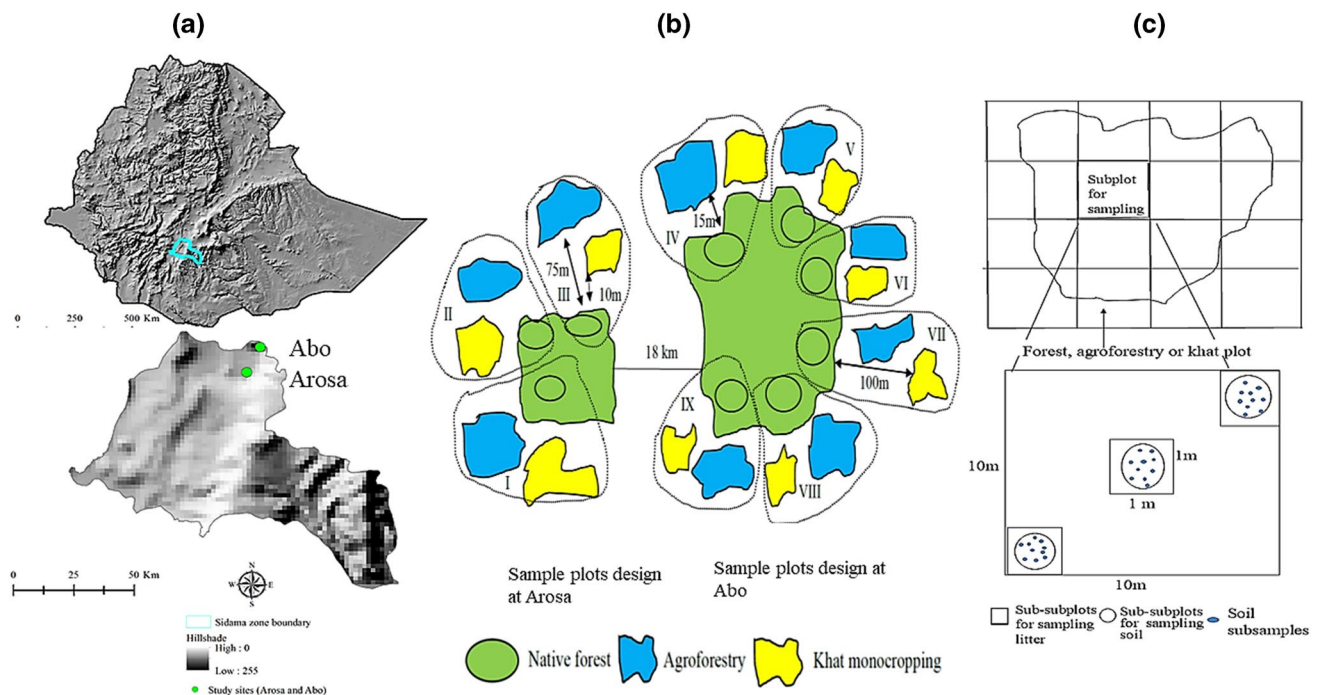 (a)
0 250 500 Km
Abo
Arosa
0 25 50 Km
N
W E
S
Sidama zone boundary
Hillshade
High : 0
Low : 255
Study sites (Arosa and Abo)
(b)
V
15m
IV
75m
III
10m
VI
II
18 km
VII
100m
IX
I
VIII
Sample plots design
at Arosa
Sample plots design at
Abo
Native forest
Agroforestry
Khat monocropping
(c)
Subplot
for
sampling
Forest, agroforestry or khat plot
10m
1m
1 m
10m
Sub-subplots
for sampling
litter
Sub-subplots
for sampling
soil
Soil
subsamples